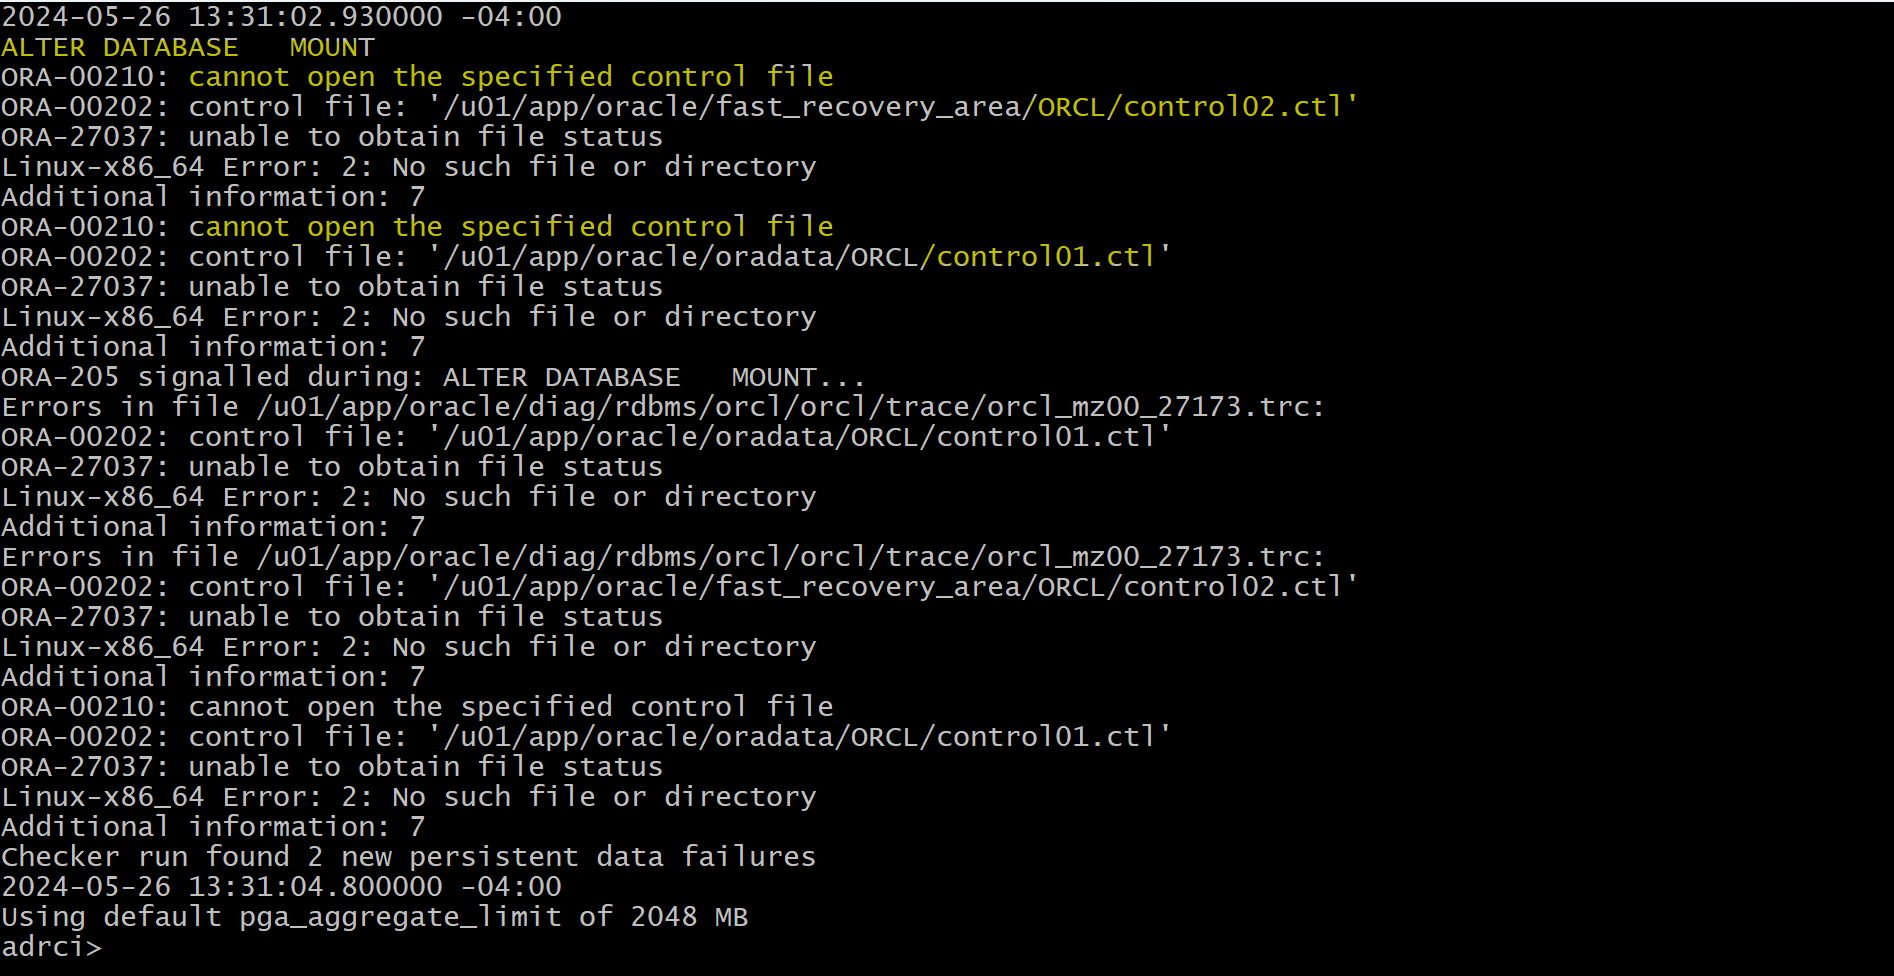 2024-05-26 13:31:02.930000 -04:00
ALTER DATABASE   MOUNT
ORA-00210: cannot open the specified control file
ORA-00202: control file: '/u01/app/oracle/fast_recovery_area/ORCL/control02.ctl'
ORA-27037: unable to obtain file status
Linux-x86_64 Error: 2: No such file or directory
Additional information: 7
ORA-00210: cannot open the specified control file
ORA-00202: control file: '/u01/app/oracle/oradata/ORCL/control01.ctl'
ORA-27037: unable to obtain file status
Linux-x86_64 Error: 2: No such file or directory
Additional information: 7
ORA-205 signalled during: ALTER DATABASE   MOUNT...
Errors in file /u01/app/oracle/diag/rdbms/orcl/orcl/trace/orcl_mz00_27173.trc:
ORA-00202: control file: '/u01/app/oracle/oradata/ORCL/control01.ctl'
ORA-27037: unable to obtain file status
Linux-x86_64 Error: 2: No such file or directory
Additional information: 7
Errors in file /u01/app/oracle/diag/rdbms/orcl/orcl/trace/orcl_mz00_27173.trc:
ORA-00202: control file: '/u01/app/oracle/fast_recovery_area/ORCL/control02.ctl'
ORA-27037: unable to obtain file status
Linux-x86_64 Error: 2: No such file or directory
Additional information: 7
ORA-00210: cannot open the specified control file
ORA-00202: control file: '/u01/app/oracle/oradata/ORCL/control01.ctl'
ORA-27037: unable to obtain file status
Linux-x86_64 Error: 2: No such file or directory
Additional information: 7
Checker run found 2 new persistent data failures
2024-05-26 13:31:04.800000 -04:00
Using default pga_aggregate_limit of 2048 MB
adrci>